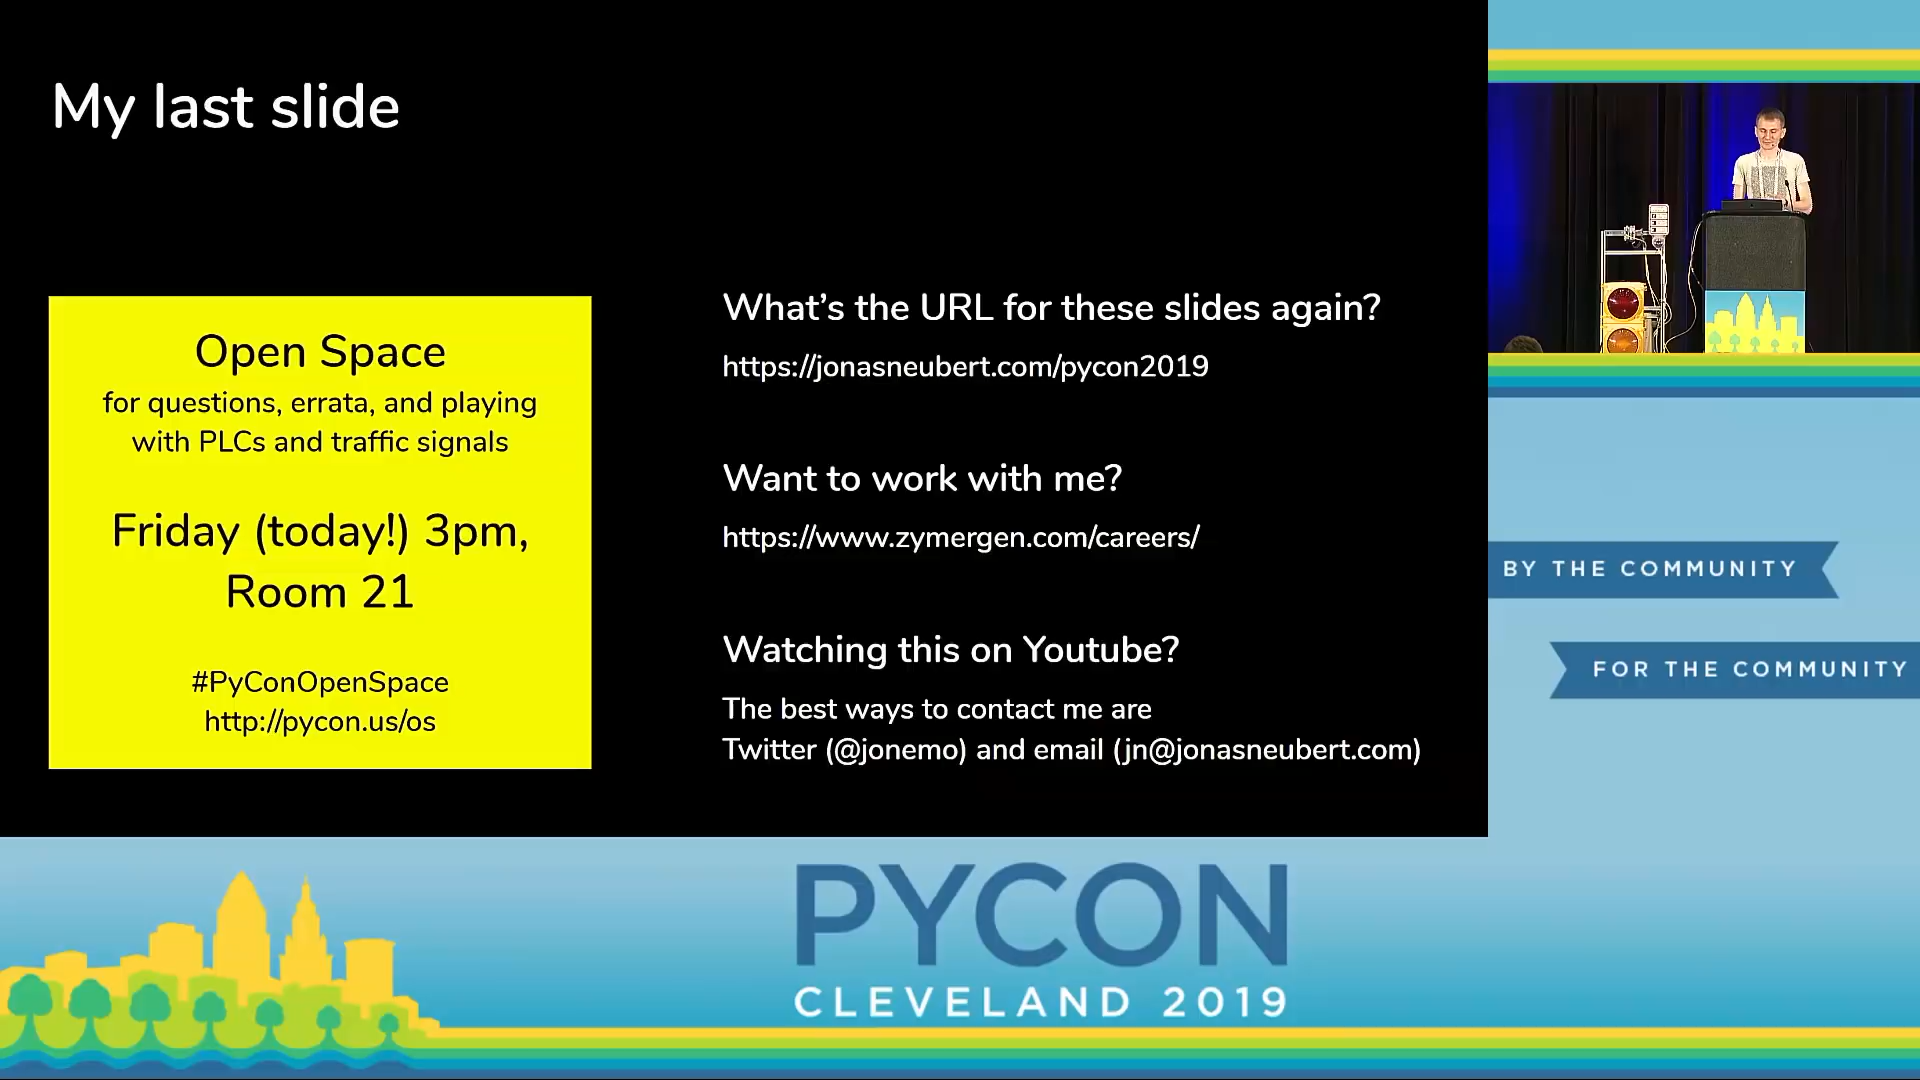 My last slide
Open Space
for questions, errata, and playing
with PLCs and traffic signals
Friday (today!) 3pm,
Room 21
#PyConOpenSpace
http://pycon.us/os
What’s the URL for these slides again?
https://jonasneubert.com/pycon2019
Want to work with me?
https://www.zymergen.com/careers/
Watching this on Youtube?
The best ways to contact me are
Twitter (@jonemo) and email (jn@jonasneubert.com)
BY THE COMMUNITY
FOR THE COMMUNITY
PYCON
CLEVELAND 2019